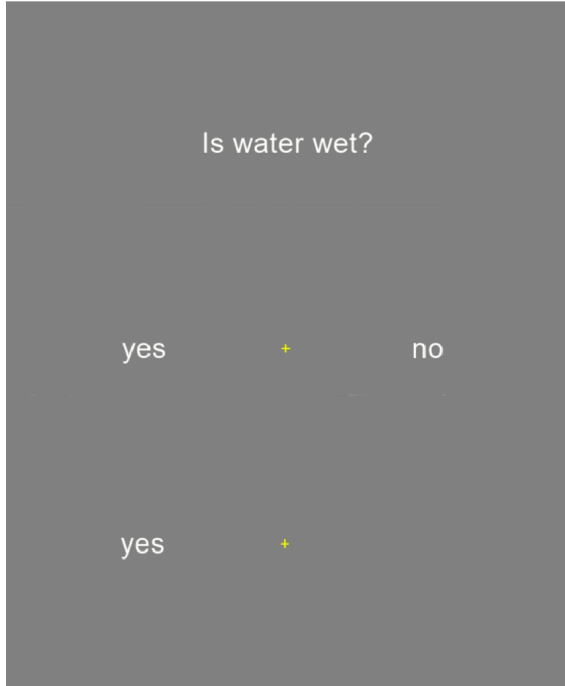 Is water wet?
yes + no
yes +